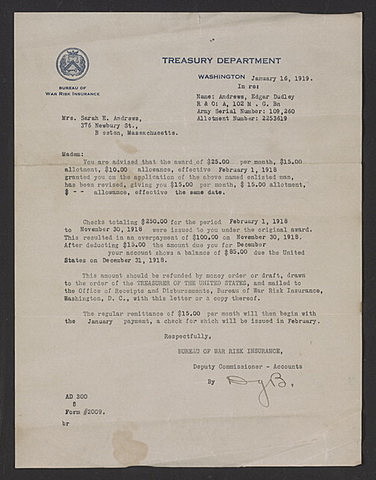 TREASURY DEPARTMENT
WASHINGTON January 16, 1919.
BUREAU OF
WAR RISK INSURANCE
In re:
Name: Andrews, Edgar Dudley
R & O: A, 102 M . G. Bn
Army Serial Number: 109,260
Allotment Number: 2253619
Mrs. Sarah E. Andrews,
376 Newbury St.,
Boston, Massachusetts.
Madam:
You are advised that the award of $25.00 per month, $15.00
allotment, $10.00 allowance, effective February 1, 1918
granted you on the application of the above named enlisted man,
has been revised, giving you $15.00 per month, $ 15.00 allotment,
$ - - allowance, effective the same date.
Checks totaling $250.00 for the period February 1, 1918
to November 30, 1918 were issued to you under the original award.
This resulted in an overpayment of $100.00 on November 30, 1918.
After deducting $15.00 the amount due you for December
your account shows a balance of $85.00 due the United
States on December 31, 1918.
This amount should be refunded by money order or draft, drawn
to the order of the TREASURER OF THE UNITED STATES, and mailed to
the Office of Receipts and Disbursements, Bureau of War Risk Insurance,
Washington, D. C., with this letter or a copy thereof.
The regular remittance of $15.00 per month will then begin with
the January payment, a check for which will be issued in February.
Respectfully,
BUREAU OF WAR RISK INSURANCE,
Deputy Commissioner - Accounts
By
AD 300
8
Form #2009.
br